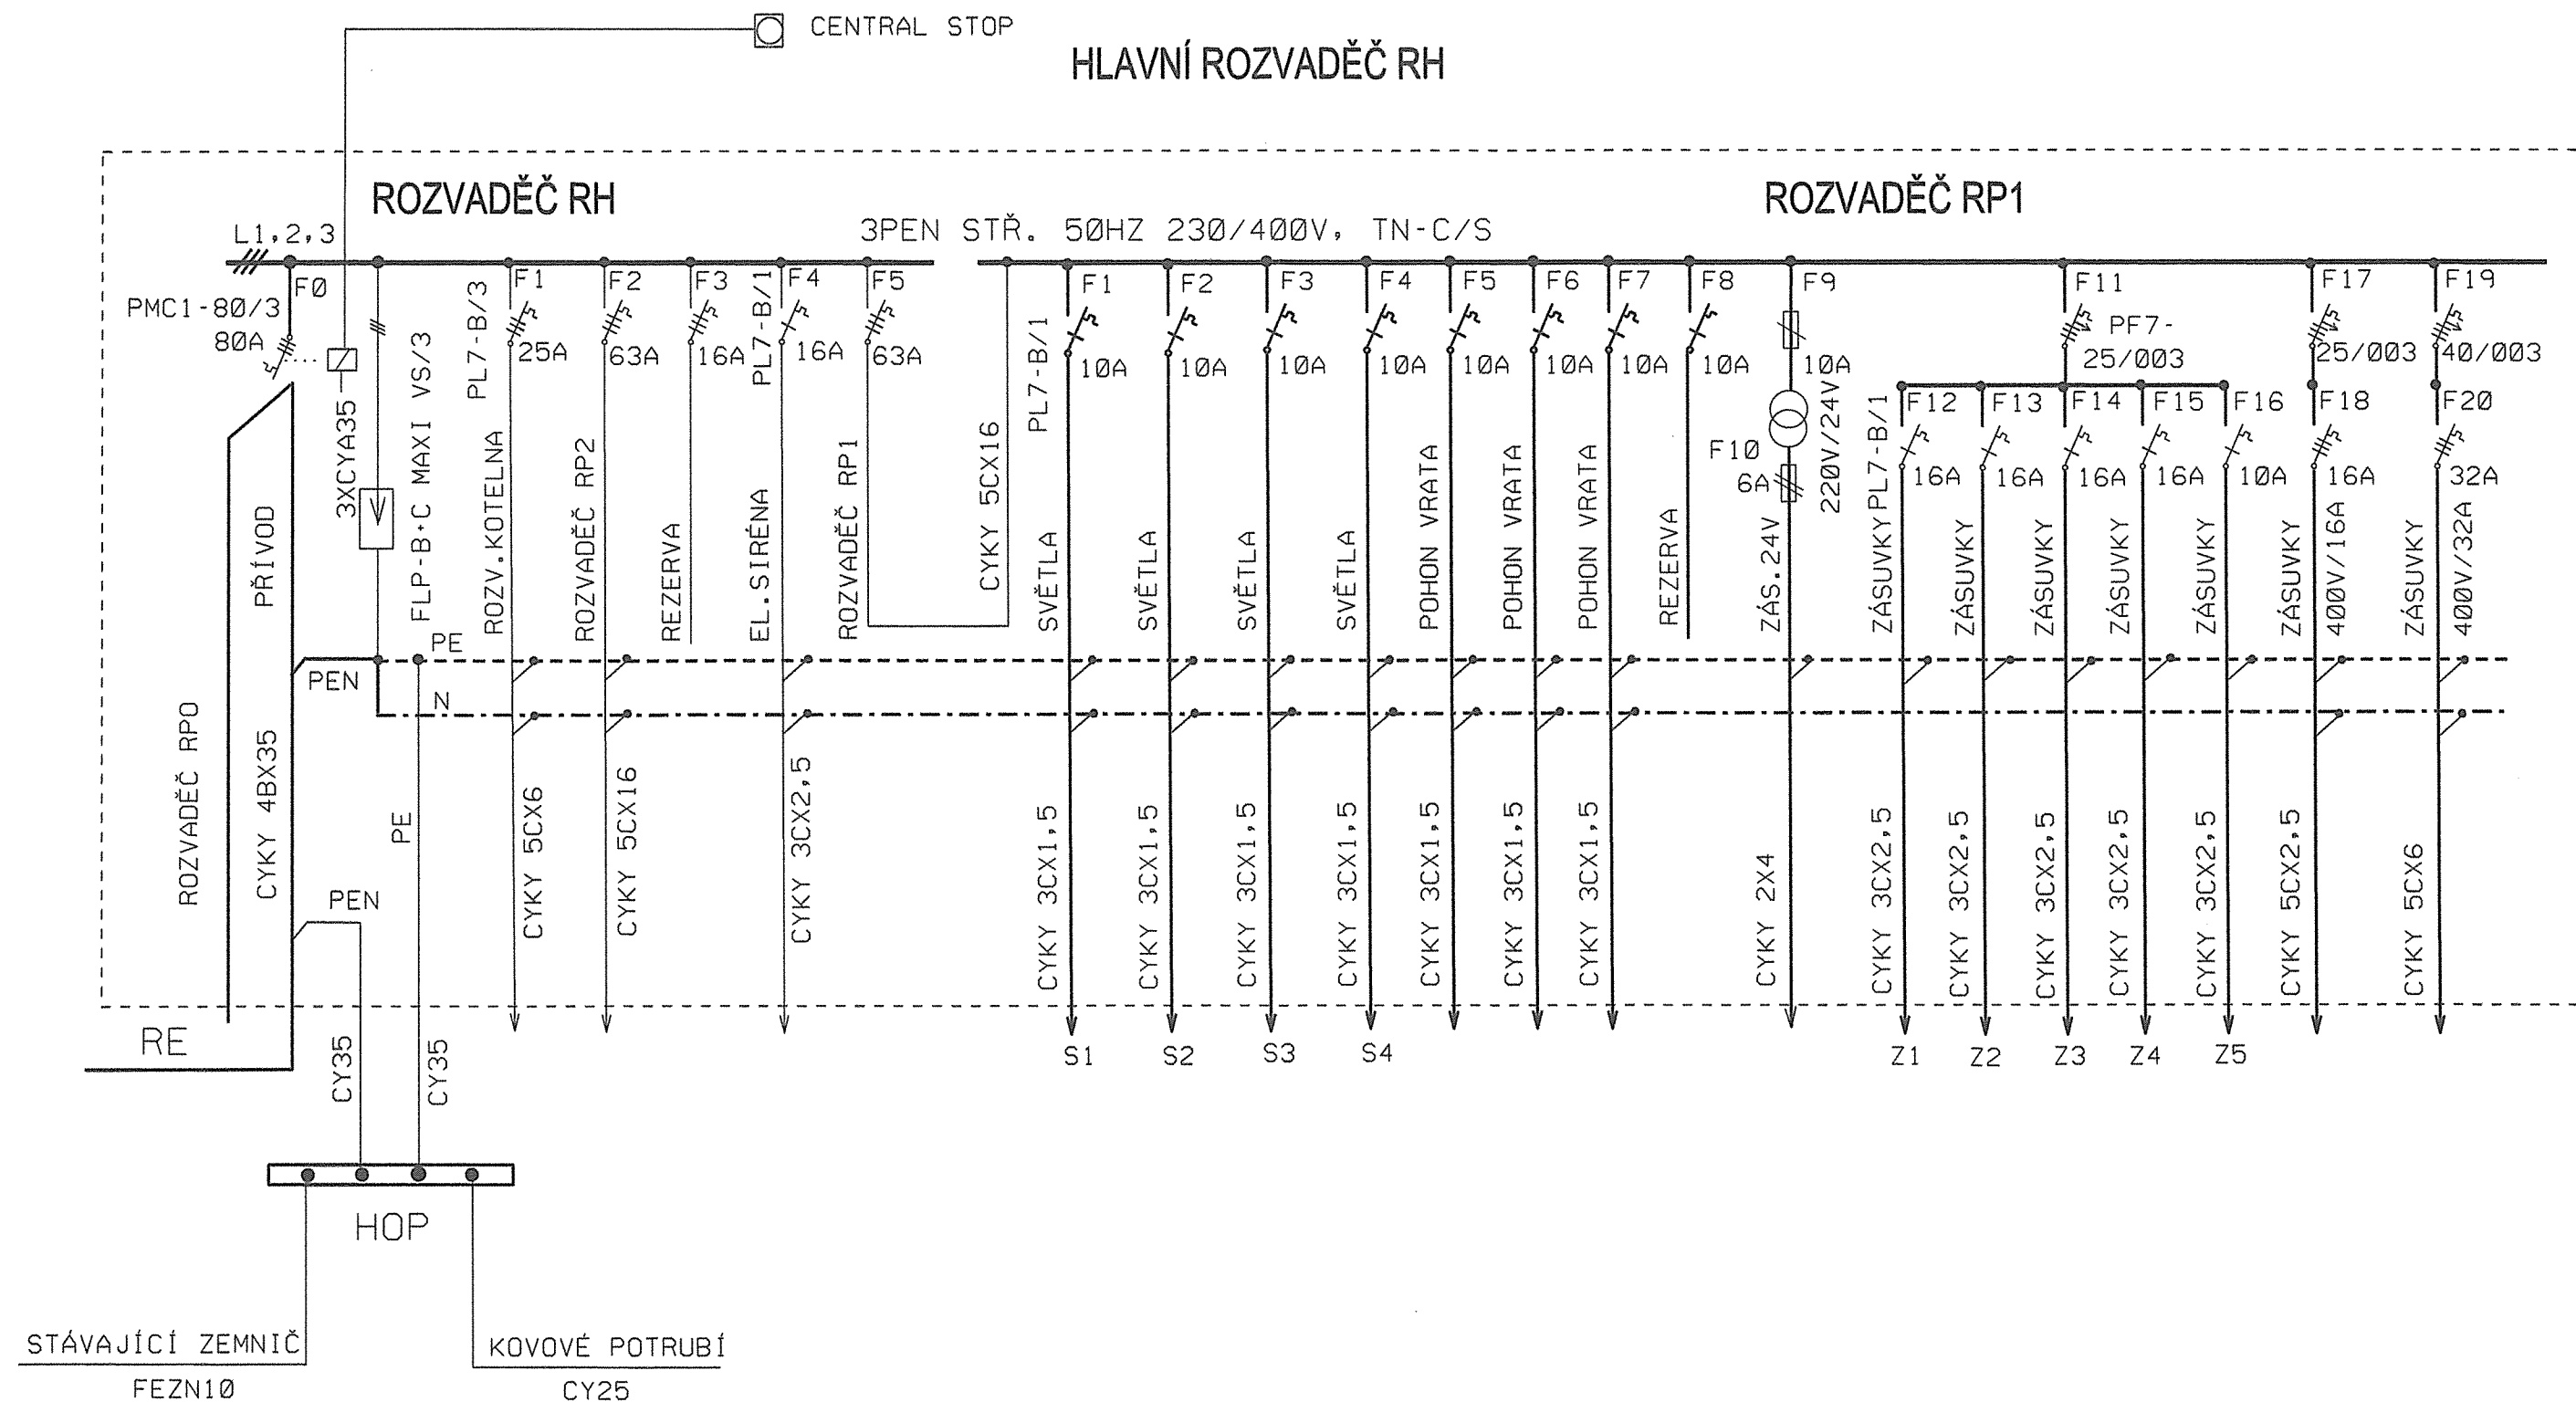 CENTRAL STOP
HLAVNÍ ROZVADĚČ RH
ROZVADĚČ RH
ROZVADĚČ RP1
L1,2,3
3PEN STŘ. 50HZ 230/400V, TN-C/S
F0
PMC1-80/3
80A
3XCYA35
FLP-B+C MAXI VS/3
PL7-B/3
F1
25A
F2
63A
F3
16A
PL7-B/1
F4
16A
F5
63A
ROZV.KOTELNA
ROZVADĚČ RP2
REZERVA
EL.SIRÉNA
ROZVADĚČ RP1
CYKY 5CX16
PL7-B/1
F1
10A
F2
10A
F3
10A
F4
10A
F5
10A
F6
10A
F7
10A
F8
10A
F9
10A
F10
6A
220V/24V
F11
PF7-
25/003
F17
25/003
F19
40/003
PL7-B/1
F12
16A
F13
16A
F14
16A
F15
16A
F16
10A
F18
16A
F20
32A
SVĚTLA
SVĚTLA
SVĚTLA
SVĚTLA
POHON VRATA
POHON VRATA
POHON VRATA
REZERVA
ZÁS.24V
ZÁSUVKY
ZÁSUVKY
ZÁSUVKY
ZÁSUVKY
ZÁSUVKY
ZÁSUVKY
400V/16A
ZÁSUVKY
400V/32A
PŘÍVOD
ROZVADĚČ RPO
CYKY 4BX35
PEN
PE
N
PE
PEN
CYKY 5CX6
CYKY 5CX16
CYKY 3CX2,5
CYKY 3CX1,5
CYKY 3CX1,5
CYKY 3CX1,5
CYKY 3CX1,5
CYKY 3CX1,5
CYKY 3CX1,5
CYKY 3CX1,5
CYKY 2X4
CYKY 3CX2,5
CYKY 3CX2,5
CYKY 3CX2,5
CYKY 3CX2,5
CYKY 3CX2,5
CYKY 5CX2,5
CYKY 5CX6
RE
CY35
CY35
S1
S2
S3
S4
Z1
Z2
Z3
Z4
Z5
HOP
STÁVAJÍCÍ ZEMNIČ
FEZN10
KOVOVÉ POTRUBÍ
CY25